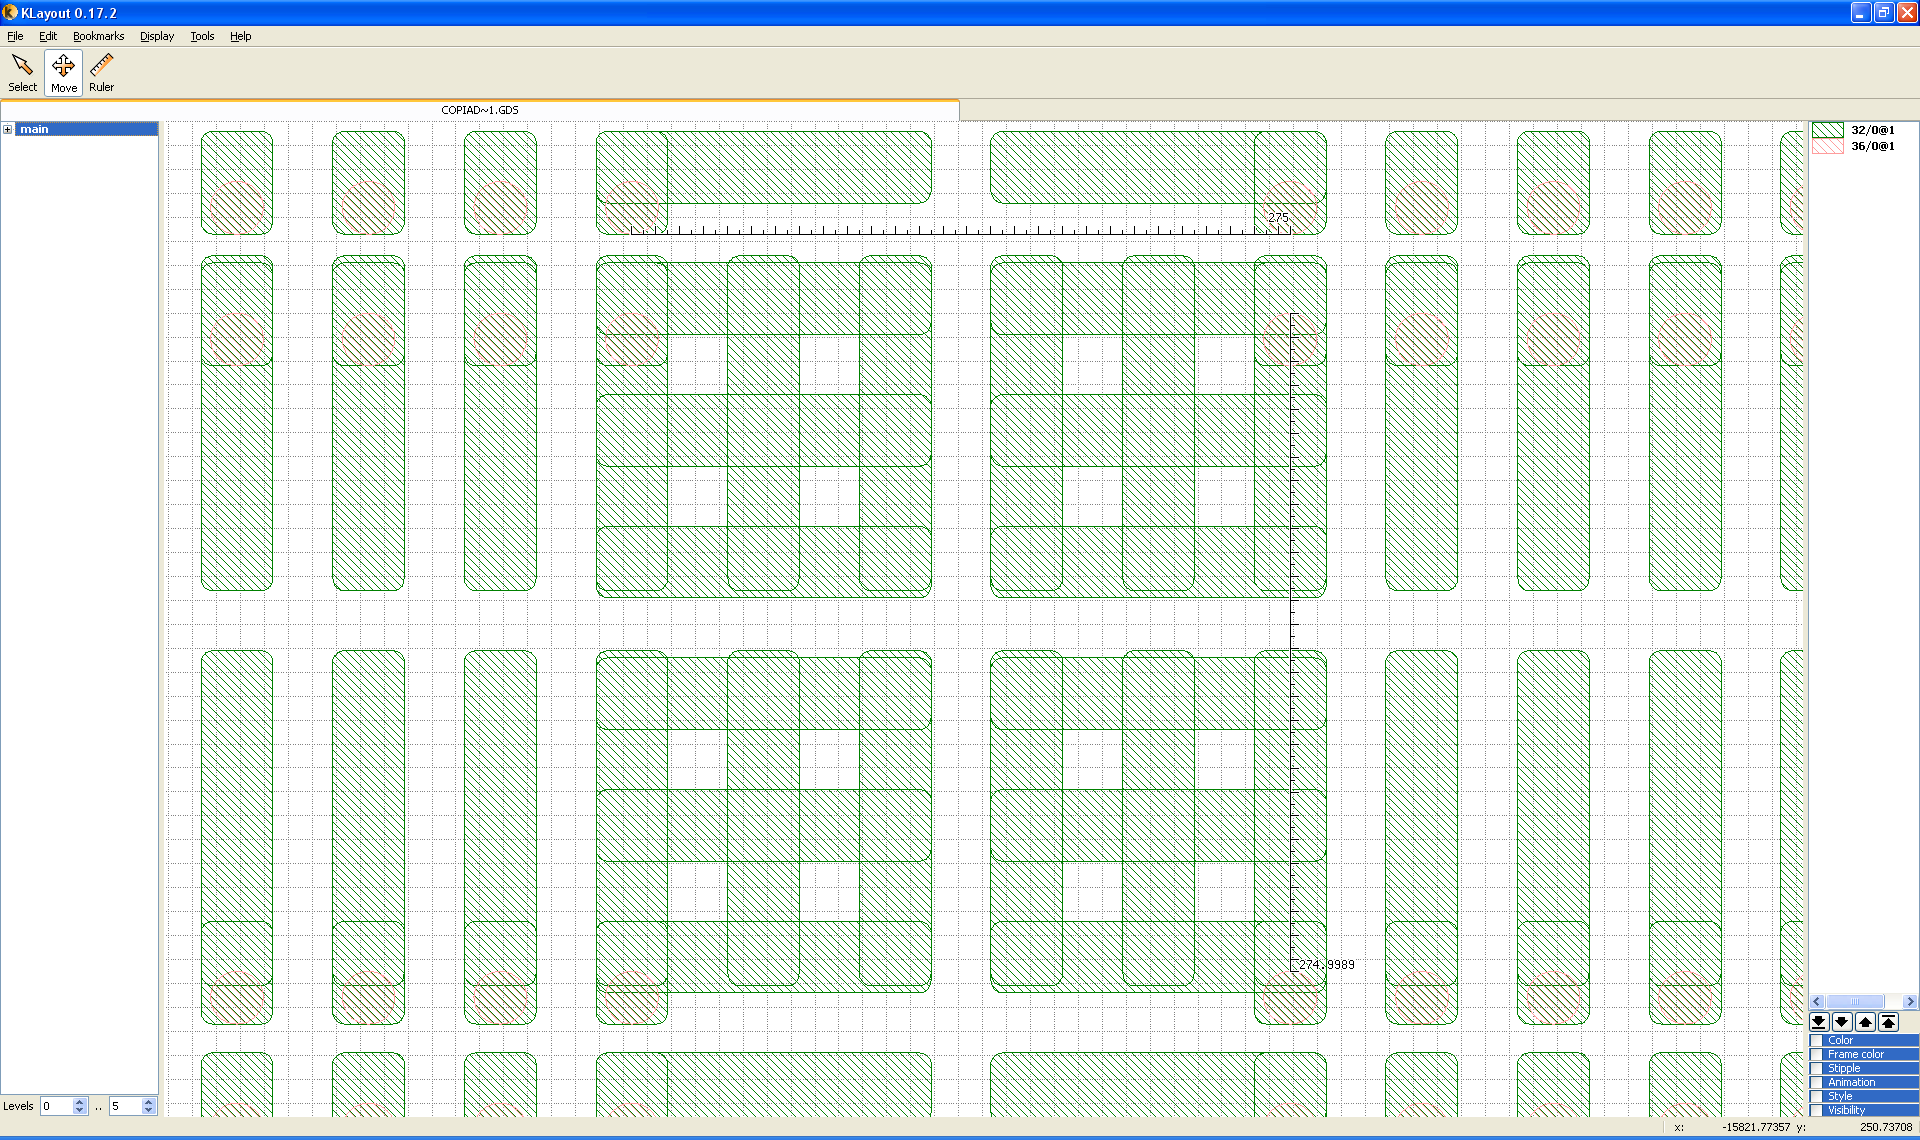 KLayout 0.17.2
File Edit Bookmarks Display Tools Help
Select Move Ruler
COPIAD~1.GDS
main
32/0@1
36/0@1
275
274.9989
Color
Frame color
Stipple
Animation
Style
Visibility
Levels 0 .. 5
x: -15821.77357 y: 250.73708